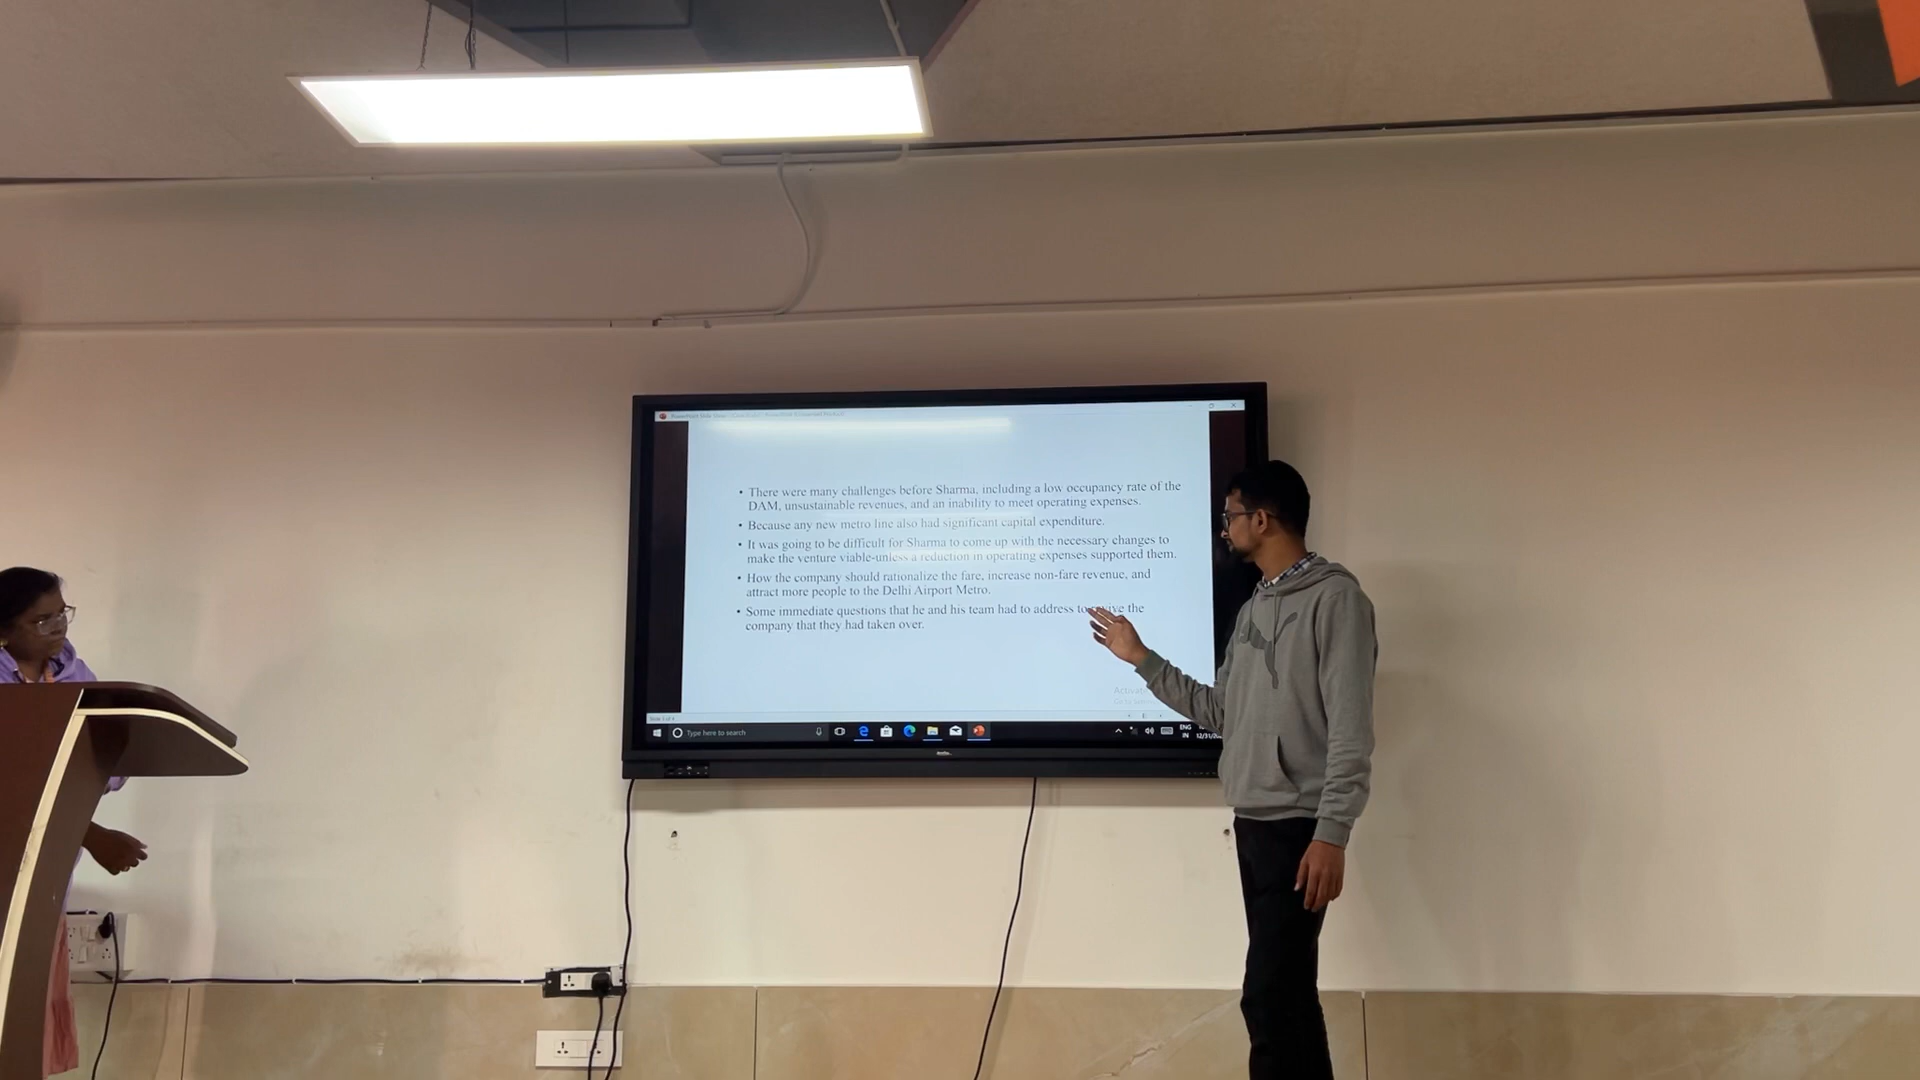 • There were many challenges before Sharma, including a low occupancy rate of the
DAM, unsustainable revenues, and an inability to meet operating expenses.
• Because any new metro line also had significant capital expenditure.
• It was going to be difficult for Sharma to come up with the necessary changes to
make the venture viable-unless a reduction in operating expenses supported them.
• How the company should rationalize the fare, increase non-fare revenue, and
attract more people to the Delhi Airport Metro.
• Some immediate questions that he and his team had to address to the
company that they had taken over.
Activate
Type here to search
ENG
IN